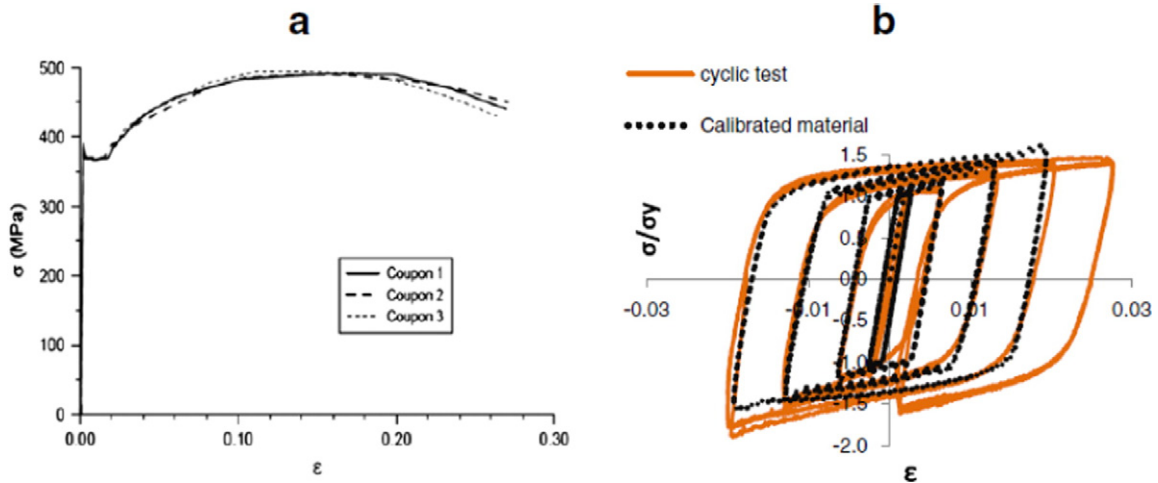 a
500
400
300
200
100
0
0.00
0.10
0.20
0.30
σ (MPa)
ε
Coupon 1
Coupon 2
Coupon 3
b
cyclic test
Calibrated material
σ/σy
1.5
1.0
0.5
0.0
-0.5
-1.0
-1.5
-2.0
-0.03
-0.01
0.01
0.03
ε